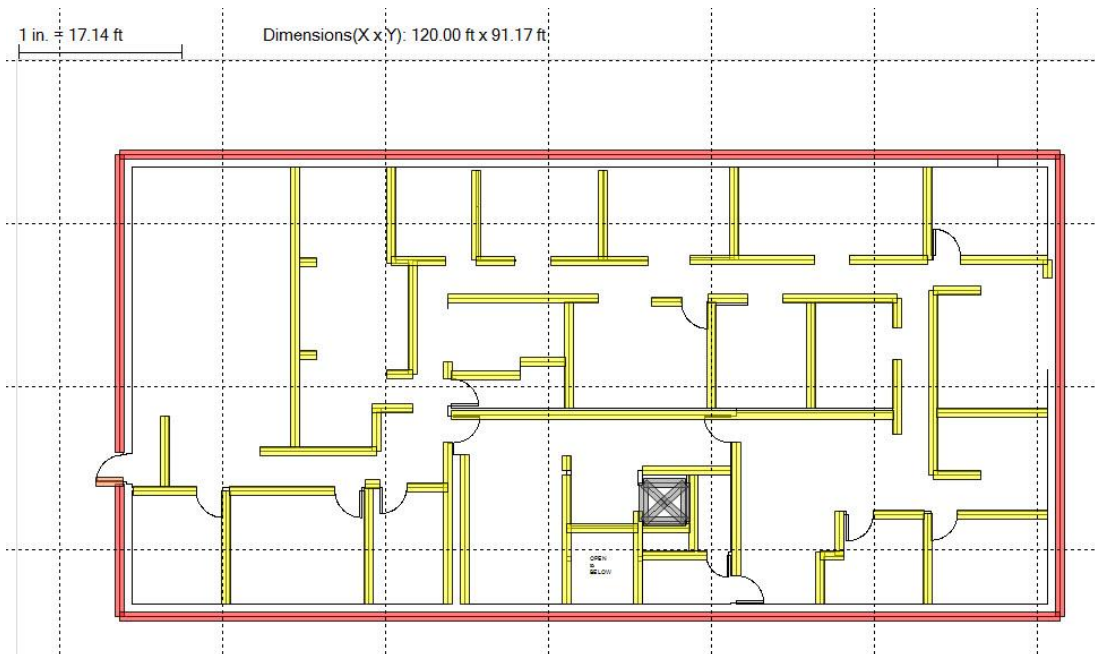 1 in. = 17.14 ft
Dimensions(X x Y): 120.00 ft x 91.17 ft
OPEN
to
BELOW